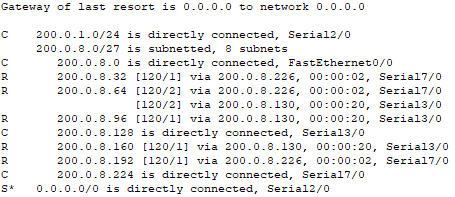 Gateway of last resort is 0.0.0.0 to network 0.0.0.0

C    200.0.1.0/24 is directly connected, Serial2/0
     200.0.8.0/27 is subnetted, 8 subnets
C       200.0.8.0 is directly connected, FastEthernet0/0
R       200.0.8.32 [120/1] via 200.0.8.226, 00:00:02, Serial7/0
R       200.0.8.64 [120/2] via 200.0.8.226, 00:00:02, Serial7/0
                   [120/2] via 200.0.8.130, 00:00:20, Serial3/0
R       200.0.8.96 [120/1] via 200.0.8.130, 00:00:20, Serial3/0
C       200.0.8.128 is directly connected, Serial3/0
R       200.0.8.160 [120/1] via 200.0.8.130, 00:00:20, Serial3/0
R       200.0.8.192 [120/1] via 200.0.8.226, 00:00:02, Serial7/0
C       200.0.8.224 is directly connected, Serial7/0
S*   0.0.0.0/0 is directly connected, Serial2/0